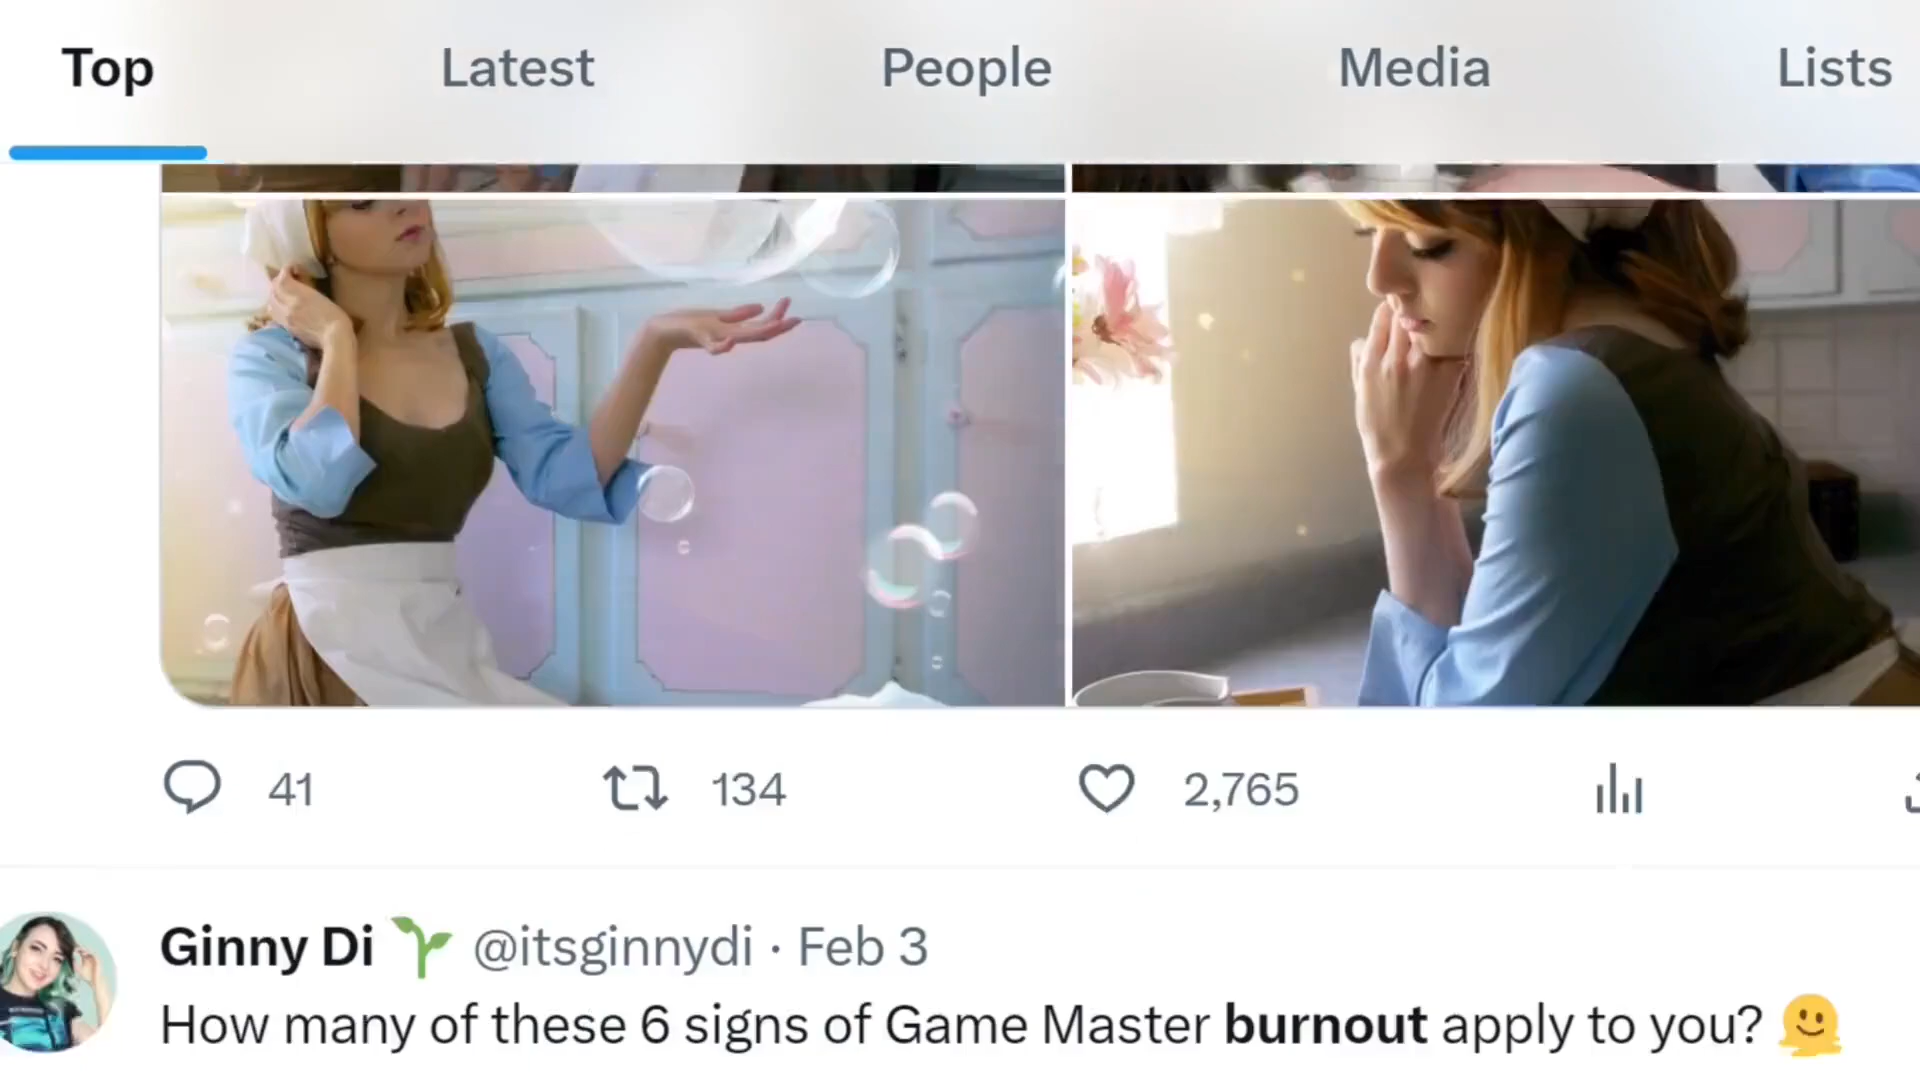 Top Latest People Media Lists
41 134 2,765
Ginny Di @itsginnydi · Feb 3
How many of these 6 signs of Game Master burnout apply to you?